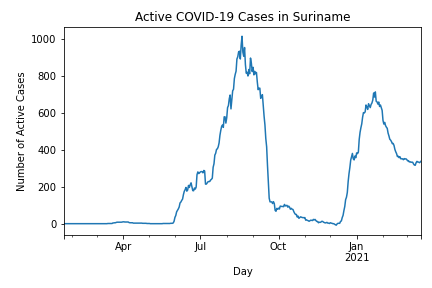 Active COVID-19 Cases in Suriname
Number of Active Cases
1000
800
600
400
200
0
Apr
Jul
Oct
Jan
2021
Day